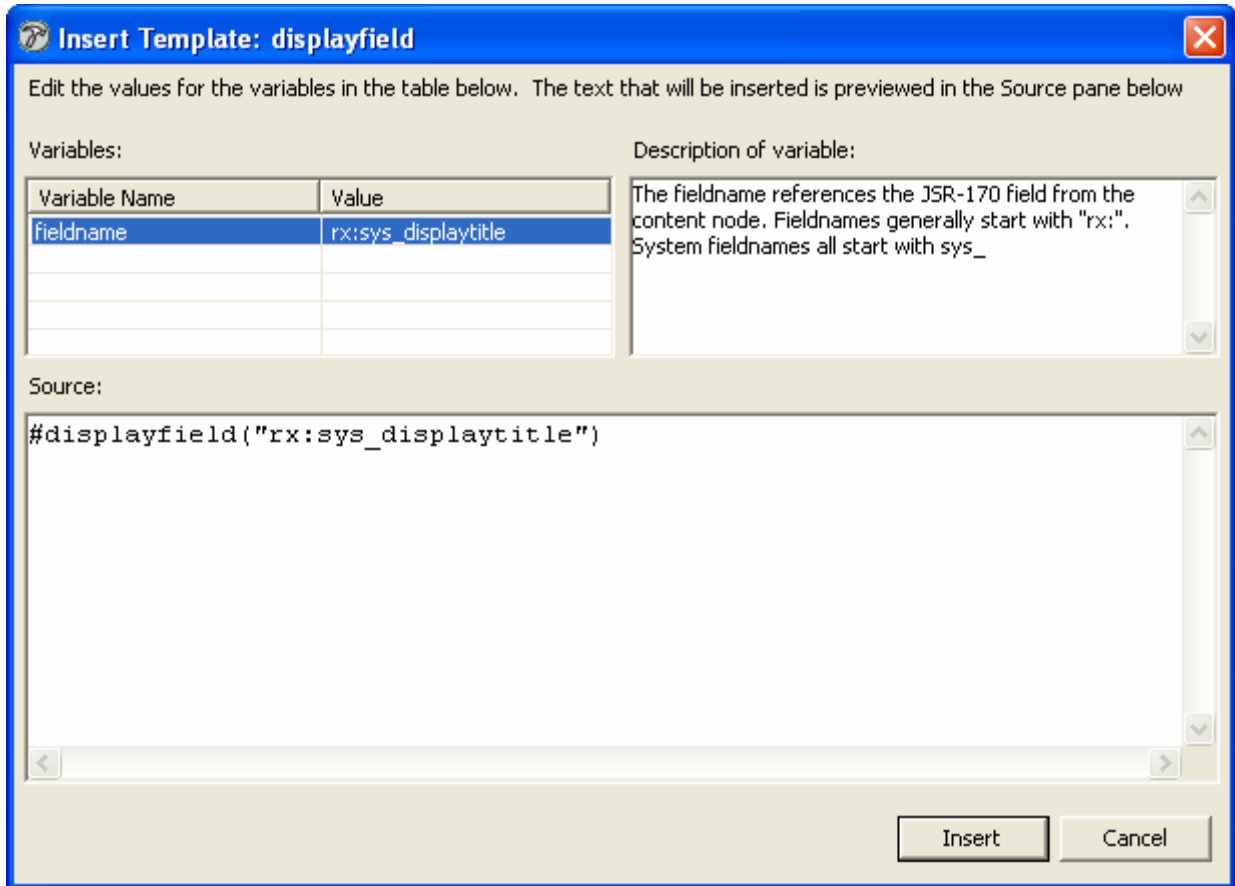 Insert Template: displayfield
Edit the values for the variables in the table below.  The text that will be inserted is previewed in the Source pane below
Variables:
Variable Name Value
fieldname rx:sys_displaytitle
Description of variable:
The fieldname references the JSR-170 field from the
content node. Fieldnames generally start with "rx:".
System fieldnames all start with sys_
Source:
#displayfield("rx:sys_displaytitle")
Insert Cancel